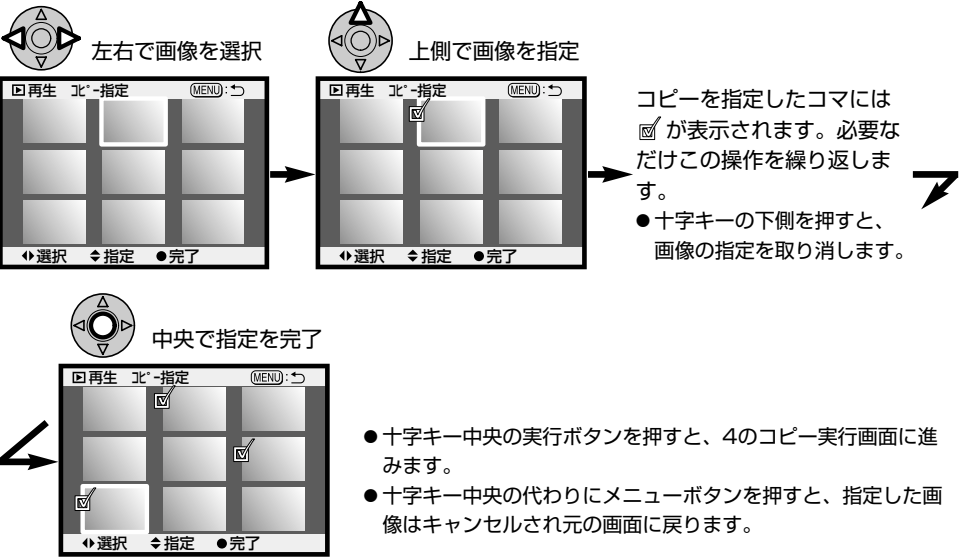 左右で画像を選択
再生 コピー指定 MENU:
選択 指定 ●完了
上側で画像を指定
再生 コピー指定 MENU:
選択 指定 ●完了
コピーを指定したコマには
が表示されます。必要な
だけこの操作を繰り返しま
す。
●十字キーの下側を押すと、
画像の指定を取り消します。
中央で指定を完了
再生 コピー指定 MENU:
選択 指定 ●完了
●十字キー中央の実行ボタンを押すと、4のコピー実行画面に進
みます。
●十字キー中央の代わりにメニューボタンを押すと、指定した画
像はキャンセルされ元の画面に戻ります。